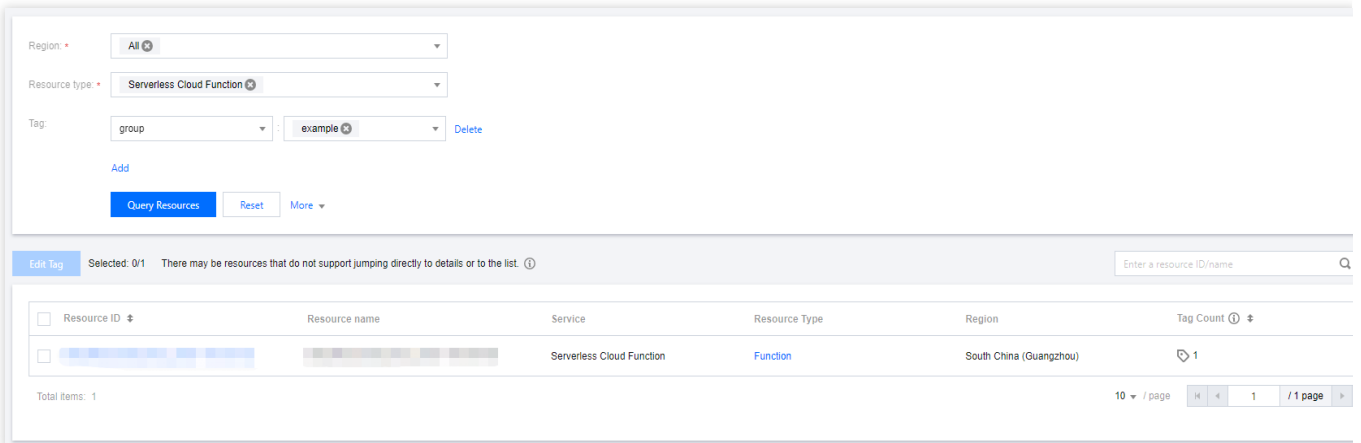 Region: * All
Resource type: * Serverless Cloud Function
Tag: group : example Delete
Add
Query Resources Reset More
Edit Tag Selected: 0/1 There may be resources that do not support jumping directly to details or to the list. Enter a resource ID/name
Resource ID Resource name Service Resource Type Region Tag Count
Serverless Cloud Function Function South China (Guangzhou) 1
Total items: 1 10 / page 1 / 1 page